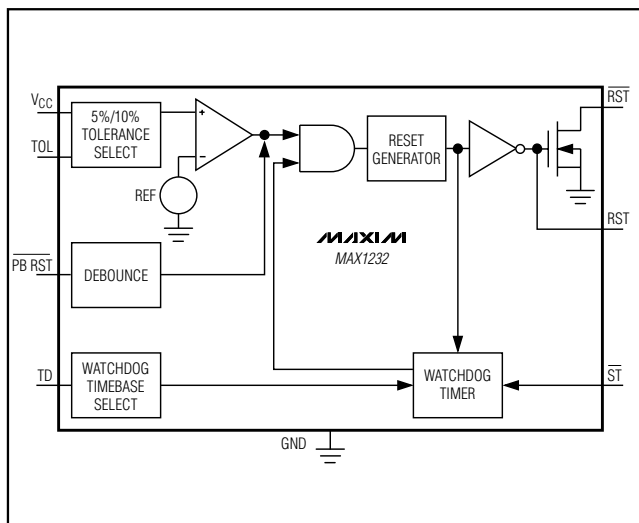 VCC
5%/10%
TOLERANCE
SELECT
TOL
+
–
REF
RESET
GENERATOR
RST
RST
MAXIM
MAX1232
PB RST
DEBOUNCE
TD
WATCHDOG
TIMEBASE
SELECT
WATCHDOG
TIMER
ST
GND